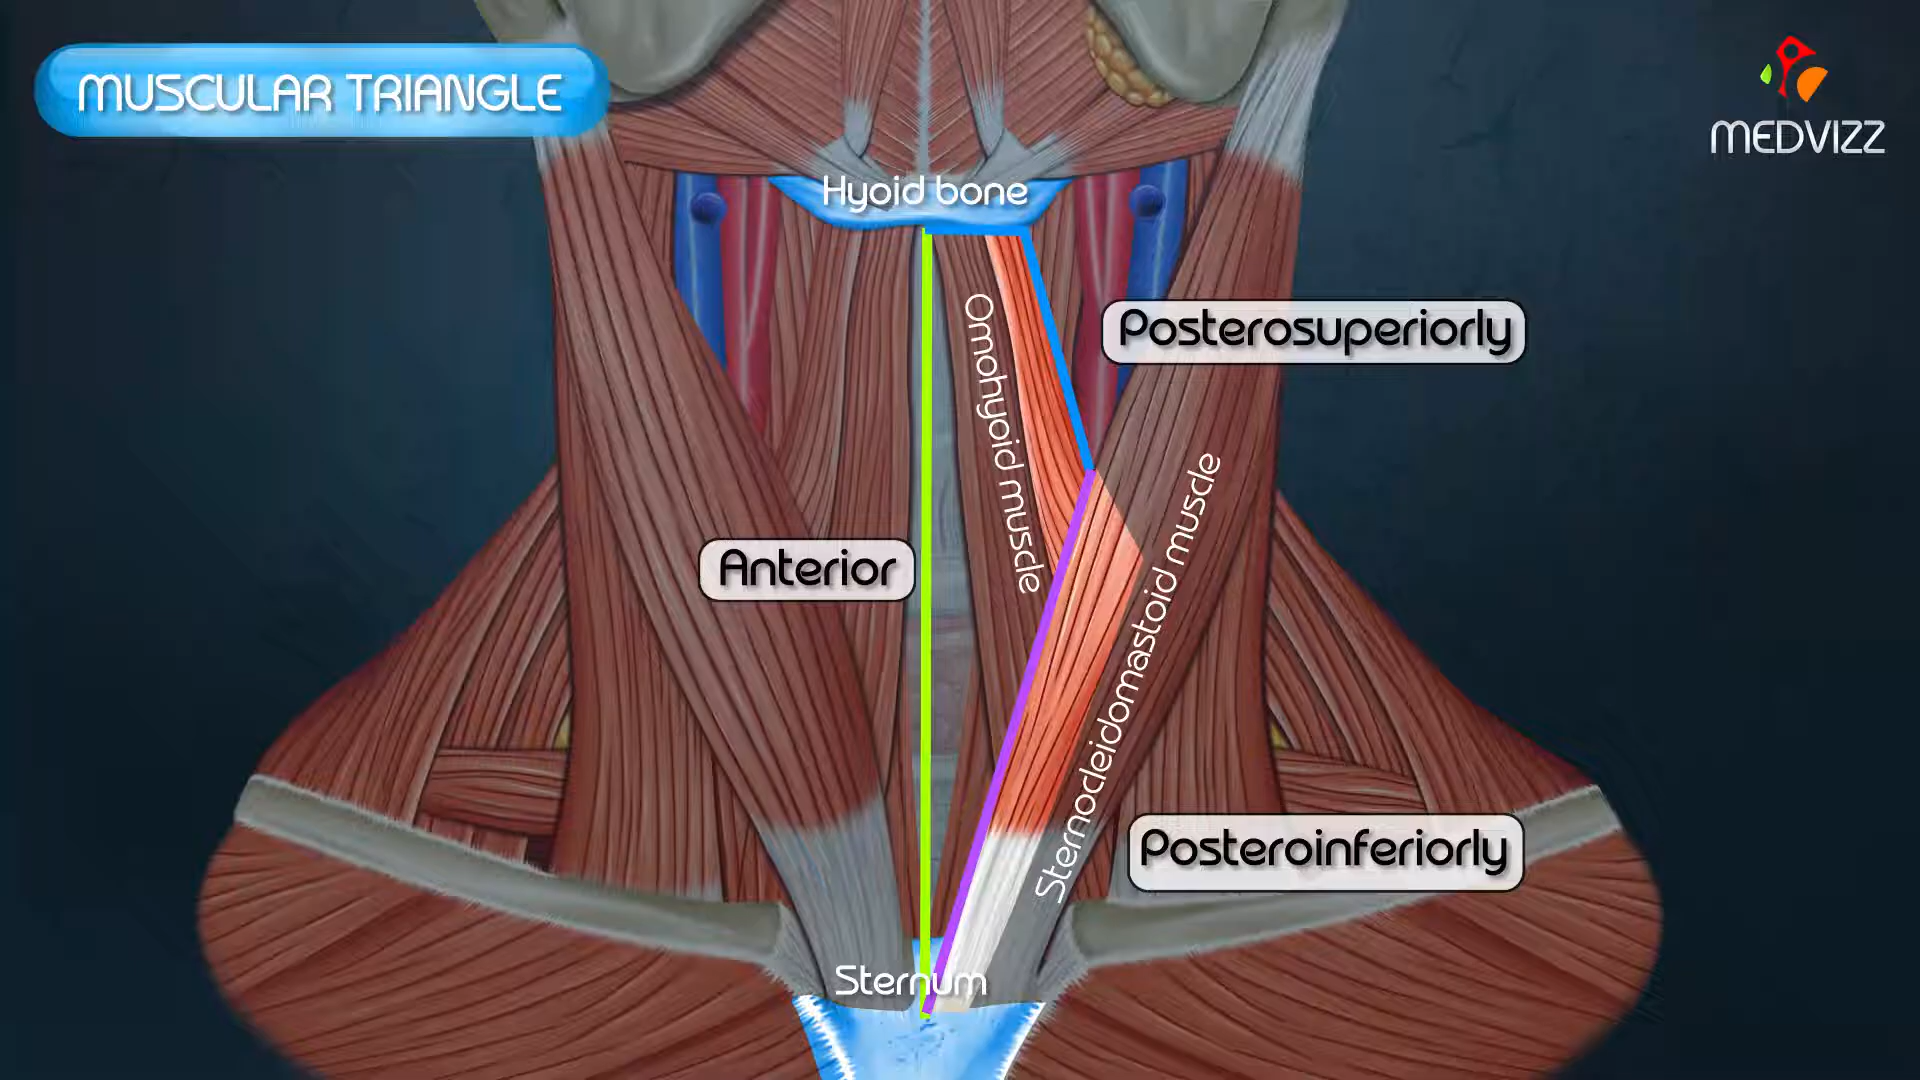 MUSCULAR TRIANGLE
MEDVIZZ
Hyoid bone
Posterosuperiorly
Omohyoid muscle
Anterior
Sternocleidomastoid muscle
Posteroinferiorly
Sternum